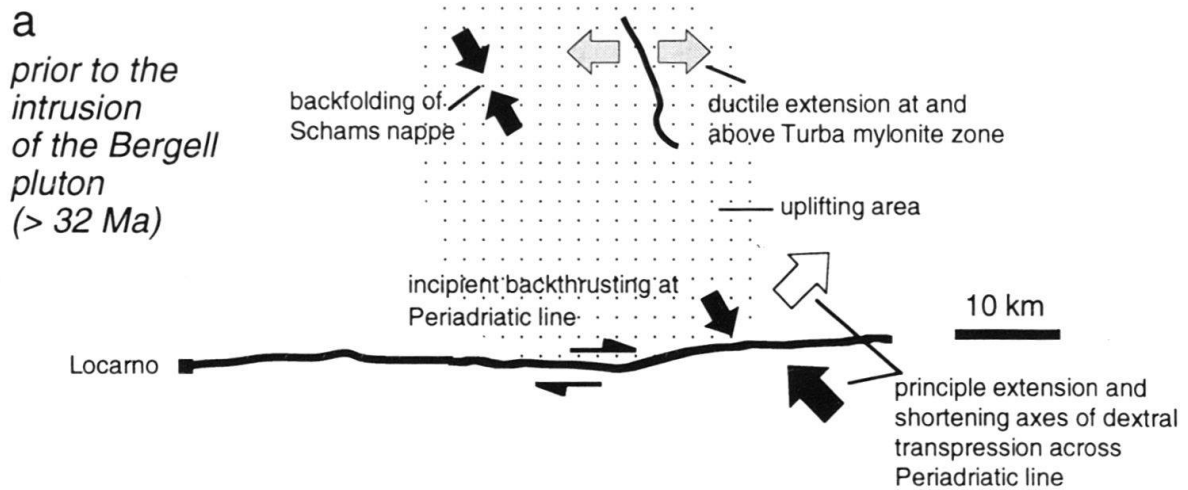 a
prior to the
intrusion
of the Bergell
pluton
(> 32 Ma)
backfolding of
Schams nappe
ductile extension at and
above Turba mylonite zone
uplifting area
incipient backthrusting at
Periadriatic line
10 km
Locarno
principle extension and
shortening axes of dextral
transpression across
Periadriatic line